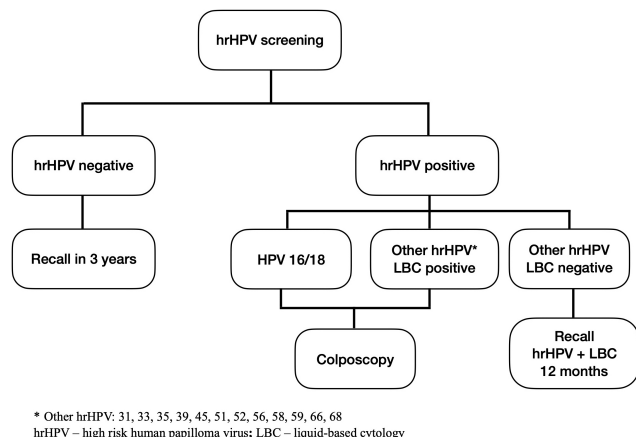 hrHPV screening
hrHPV negative
hrHPV positive
Recall in 3 years
HPV 16/18
Other hrHPV*
LBC positive
Other hrHPV
LBC negative
Colposcopy
Recall
hrHPV + LBC
12 months
* Other hrHPV: 31, 33, 35, 39, 45, 51, 52, 56, 58, 59, 66, 68
hrHPV – high risk human papilloma virus; LBC – liquid-based cytology